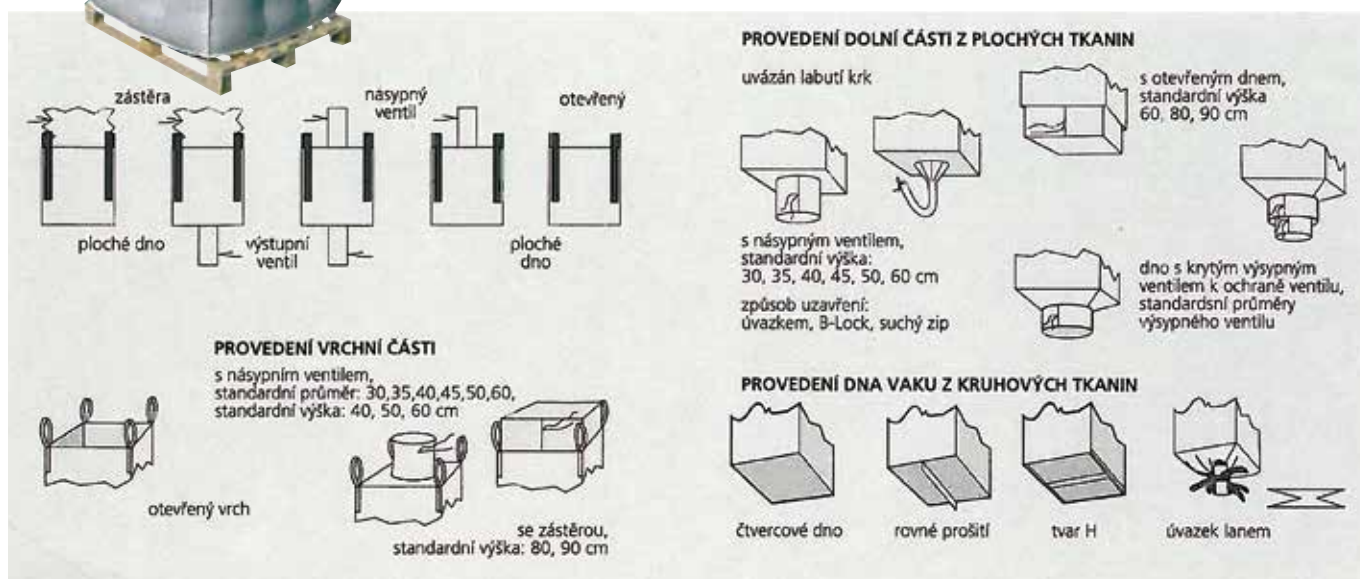 zástěra
násypný
ventil
otevřený
ploché dno
výstupní
ventil
ploché
dno
PROVEDENÍ VRCHNÍ ČÁSTI
s násypním ventilem,
standardní průměr: 30,35,40,45,50,60,
standardní výška: 40, 50, 60 cm
otevřený vrch
se zástěrou,
standardní výška: 80, 90 cm
PROVEDENÍ DOLNÍ ČÁSTI Z PLOCHÝCH TKANIN
uvázán labutí krk
s otevřeným dnem,
standardní výška
60, 80, 90 cm
s násypným ventilem,
standardní výška:
30, 35, 40, 45, 50, 60 cm
způsob uzavření:
úvazkem, B-Lock, suchý zip
dno s krytým výsypným
ventilem k ochraně ventilu,
standardsní průměry
výsypného ventilu
PROVEDENÍ DNA VAKU Z KRUHOVÝCH TKANIN
čtvercové dno
rovné prošití
tvar H
úvazek lanem